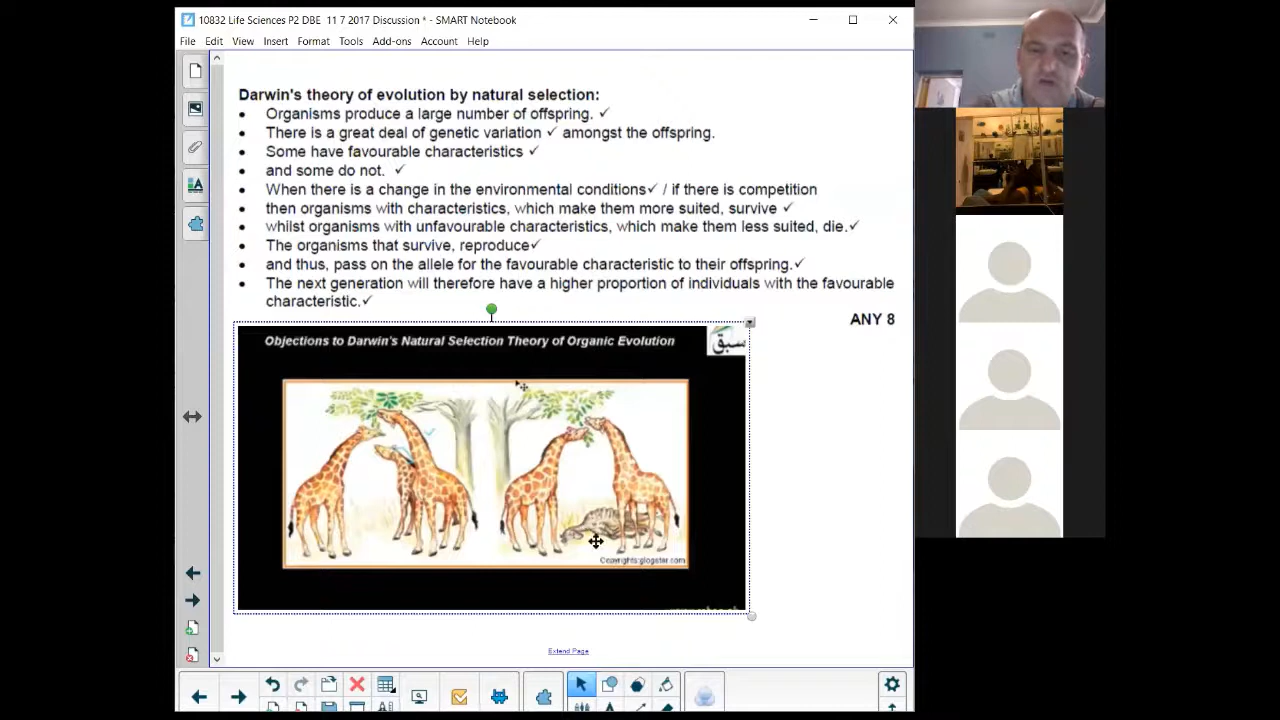 10832 Life Sciences P2 DBE 11 7 2017 Discussion * - SMART Notebook
File Edit View Insert Format Tools Add-ons Account Help
Darwin's theory of evolution by natural selection:
• Organisms produce a large number of offspring. ✓
• There is a great deal of genetic variation ✓ amongst the offspring.
• Some have favourable characteristics ✓
• and some do not. ✓
• When there is a change in the environmental conditions✓ / if there is competition
• then organisms with characteristics, which make them more suited, survive ✓
• whilst organisms with unfavourable characteristics, which make them less suited, die.✓
• The organisms that survive, reproduce✓
• and thus, pass on the allele for the favourable characteristic to their offspring.✓
• The next generation will therefore have a higher proportion of individuals with the favourable
characteristic.✓
ANY 8
Objections to Darwin's Natural Selection Theory of Organic Evolution
سبق
Copyrights:glogster.com
Extend Page